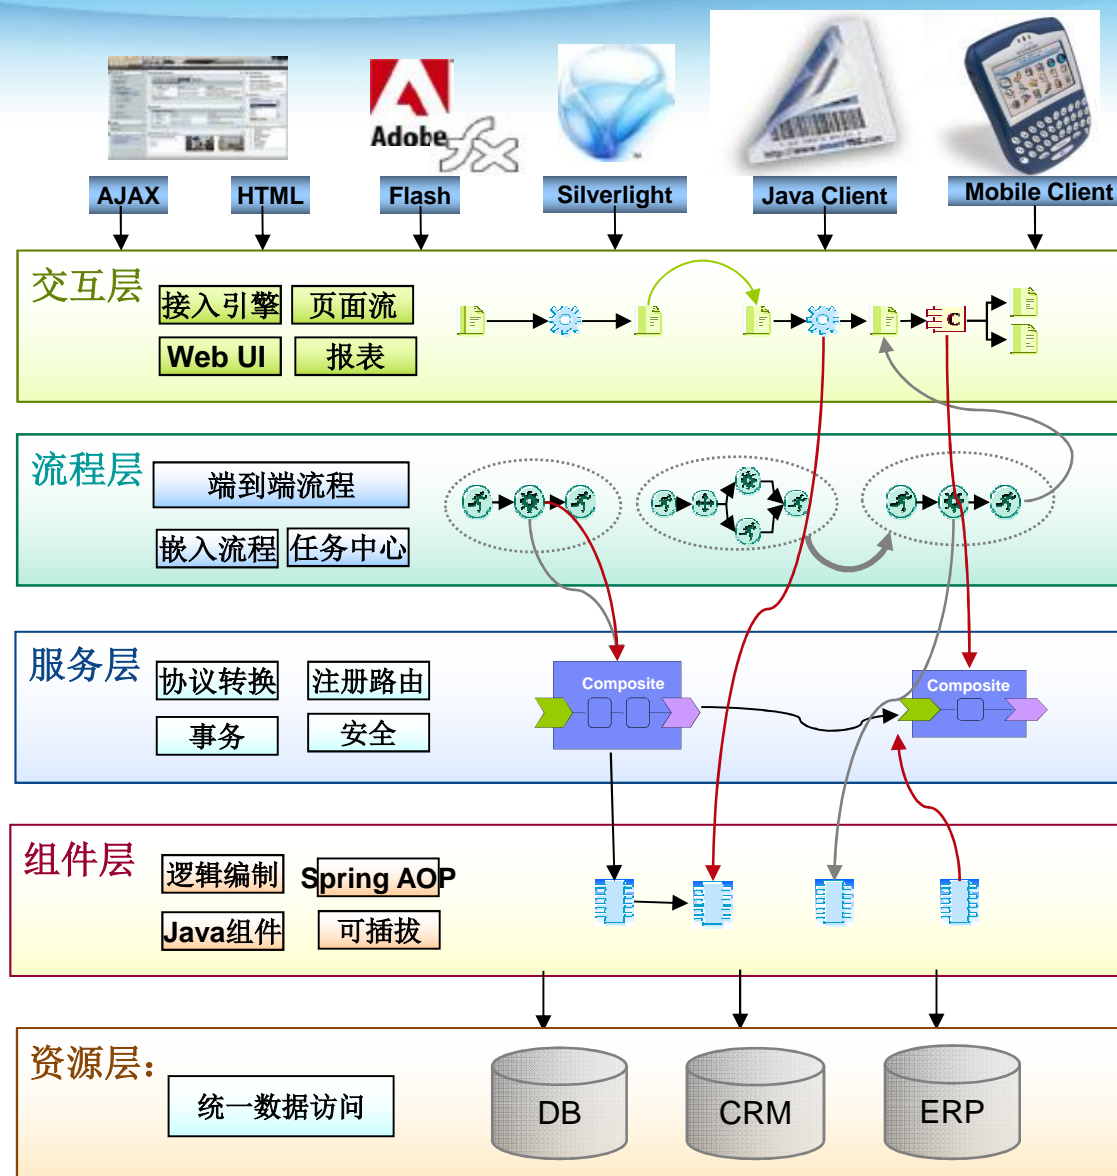 Adobe
fx
AJAX
HTML
Flash
Silverlight
Java Client
Mobile Client
交互层
接入引擎
页面流
Web UI
报表
C
流程层
端到端流程
嵌入流程
任务中心
服务层
协议转换
注册路由
事务
安全
Composite
Composite
组件层
逻辑编制
Spring AOP
Java组件
可插拔
资源层：
统一数据访问
DB
CRM
ERP